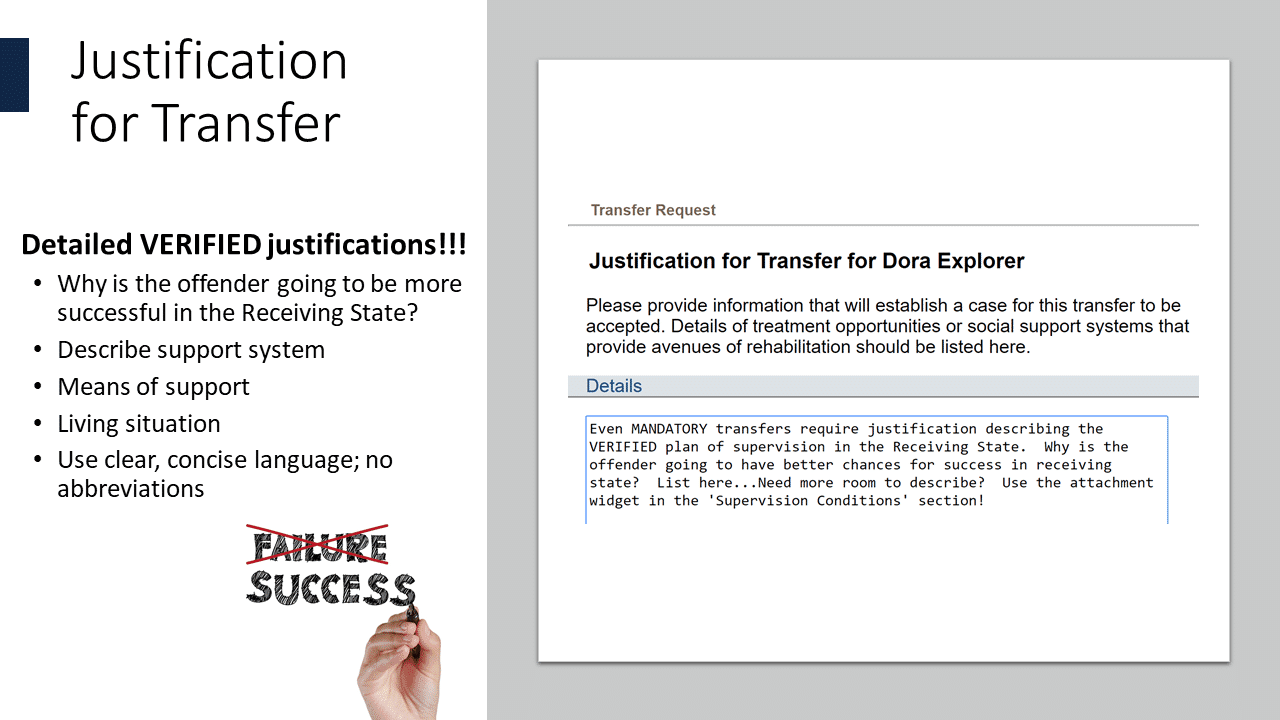 Justification
for Transfer
Detailed VERIFIED justifications!!!
• Why is the offender going to be more
successful in the Receiving State?
• Describe support system
• Means of support
• Living situation
• Use clear, concise language; no
abbreviations
FAILURE
SUCCESS
Transfer Request
Justification for Transfer for Dora Explorer
Please provide information that will establish a case for this transfer to be
accepted. Details of treatment opportunities or social support systems that
provide avenues of rehabilitation should be listed here.
Details
Even MANDATORY transfers require justification describing the
VERIFIED plan of supervision in the Receiving State.  Why is the
offender going to have better chances for success in receiving
state?  List here...Need more room to describe?  Use the attachment
widget in the 'Supervision Conditions' section!